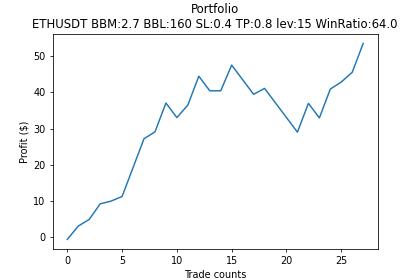 Portfolio
ETHUSDT BBM:2.7 BBL:160 SL:0.4 TP:0.8 lev:15 WinRatio:64.0
50
40
30
20
10
0
Profit ($)
0 5 10 15 20 25
Trade counts